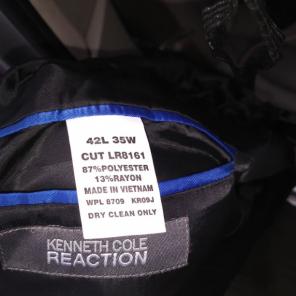 42L 35W
CUT LR8161
87%POLYESTER
13%RAYON
MADE IN VIETNAM
WPL 8709 KR09J
DRY CLEAN ONLY
KENNETH COLE
REACTION